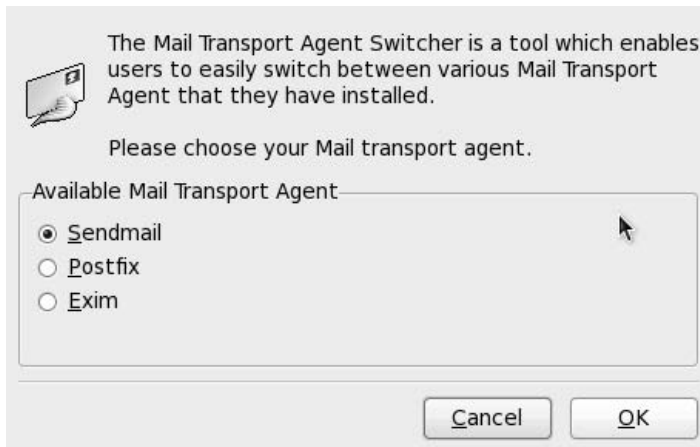 The Mail Transport Agent Switcher is a tool which enables
users to easily switch between various Mail Transport
Agent that they have installed.
Please choose your Mail transport agent.
Available Mail Transport Agent
Sendmail
Postfix
Exim
Cancel
OK